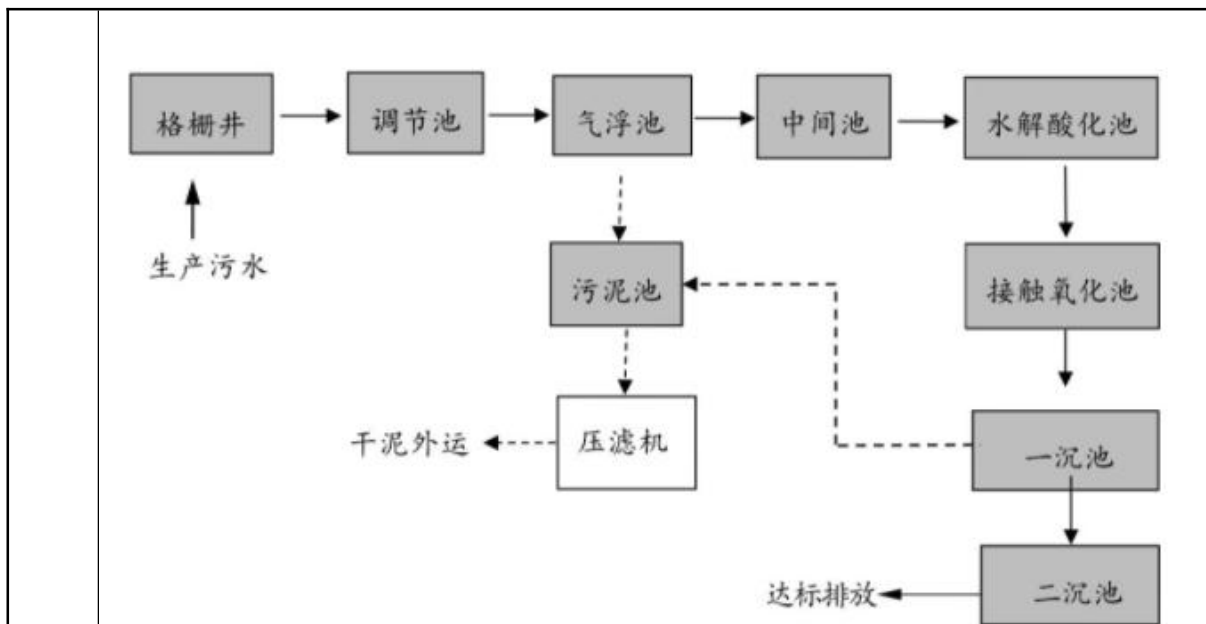 格栅井
调节池
气浮池
中间池
水解酸化池
生产污水
污泥池
接触氧化池
干泥外运
压滤机
一沉池
达标排放
二沉池